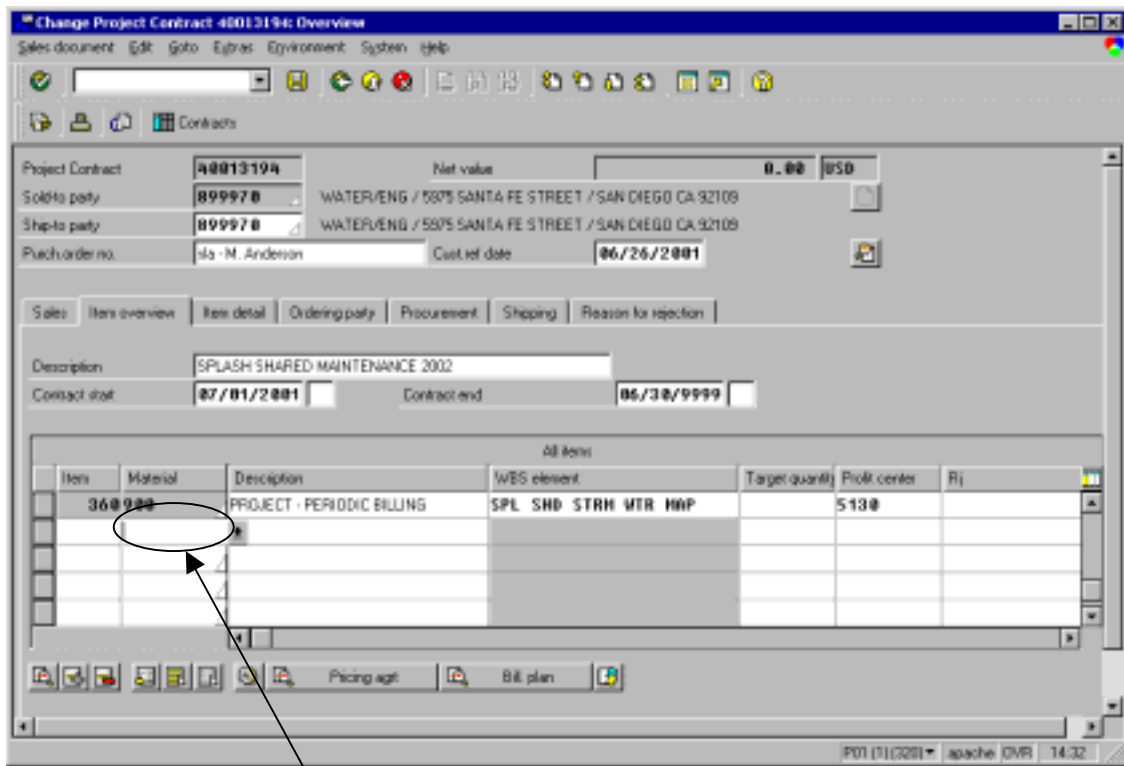 Change Project Contract 40013194: Overview
Sales document Edit Goto Extras Environment System Help
Contracts
Project Contract 40013194 Net value 0.00 USD
Sold-to party 899970 WATER/ENG / 5975 SANTA FE STREET / SAN DIEGO CA 92109
Ship-to party 899970 WATER/ENG / 5975 SANTA FE STREET / SAN DIEGO CA 92109
Purch.order no. sla - M. Anderson Cust.ref date 06/26/2001
Sales Item overview Item detail Ordering party Procurement Shipping Reason for rejection
Description SPLASH SHARED MAINTENANCE 2002
Contract start 07/01/2001 Contract end 06/30/9999
All items
Item Material Description WBS element Target quantity Profit center Rj
360 900 PROJECT - PERIODIC BILLING SPL SHD STRM WTR MAP 5130
Pricing agrt Bill. plan
P01 (1) (320) apache OVR 14:32